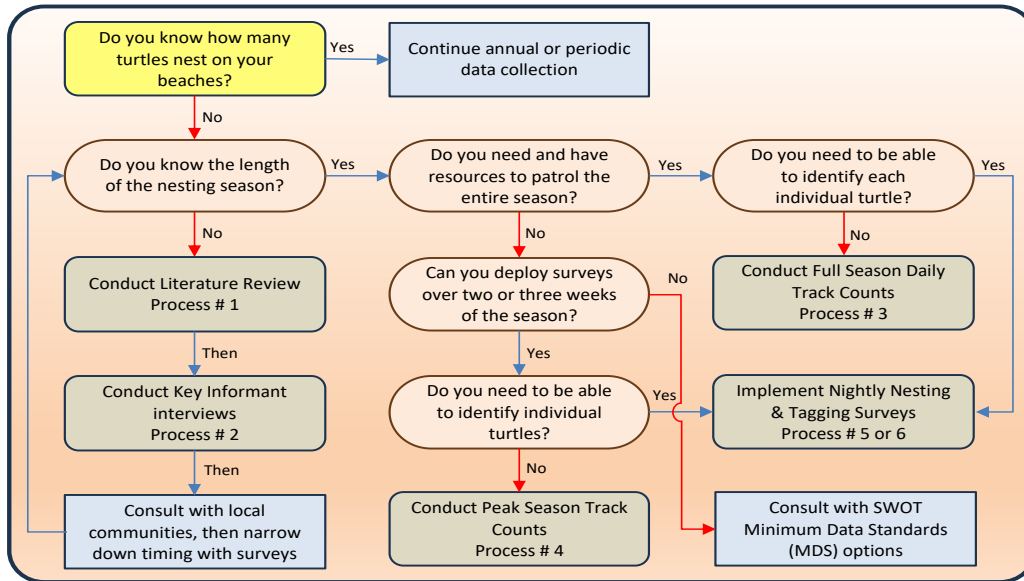 Do you know how many
turtles nest on your
beaches?
Yes
Continue annual or periodic
data collection
No
Do you know the length
of the nesting season?
Yes
Do you need and have
resources to patrol the
entire season?
Yes
Do you need to be able
to identify each
individual turtle?
Yes
No
No
No
Conduct Literature Review
Process # 1
Can you deploy surveys
over two or three weeks
of the season?
No
Conduct Full Season Daily
Track Counts
Process # 3
Then
Yes
Conduct Key Informant
interviews
Process # 2
Do you need to be able
to identify individual
turtles?
Yes
Implement Nightly Nesting
& Tagging Surveys
Process # 5 or 6
Then
No
Consult with local
communities, then narrow
down timing with surveys
Conduct Peak Season Track
Counts
Process # 4
Consult with SWOT
Minimum Data Standards
(MDS) options